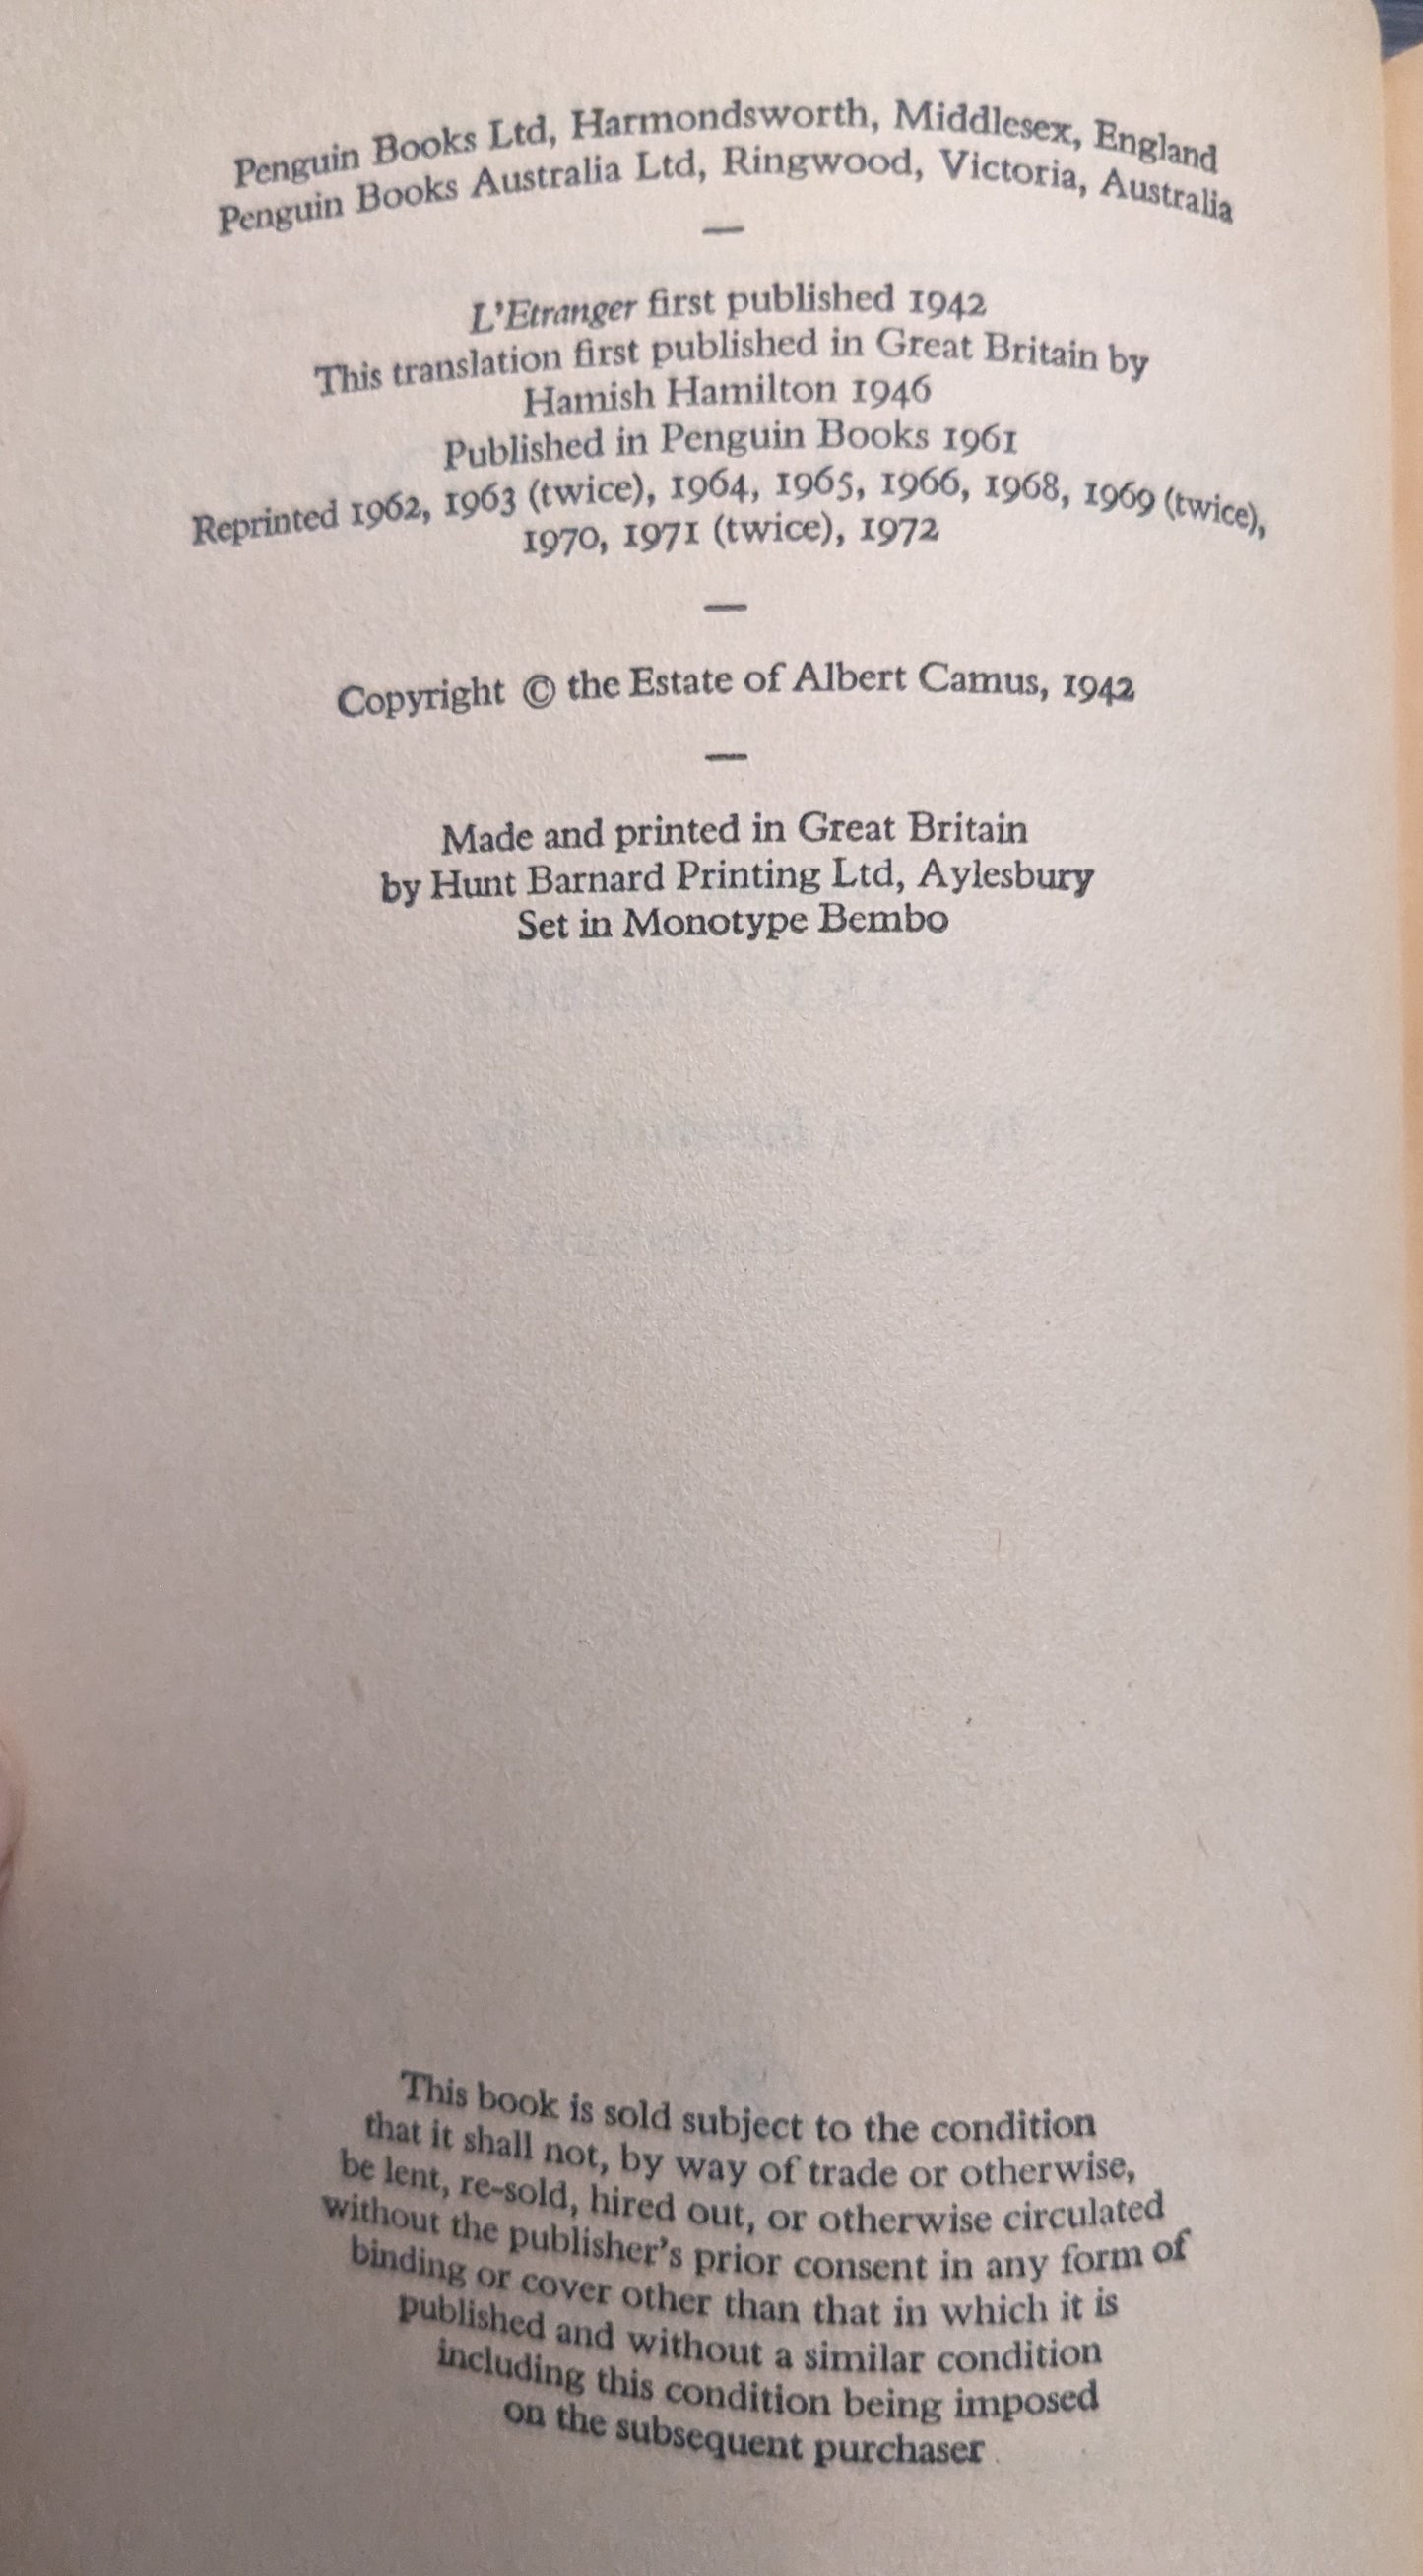 Penguin Books Ltd, Harmondsworth, Middlesex, England
Penguin Books Australia Ltd, Ringwood, Victoria, Australia
—
L'Etranger first published 1942
This translation first published in Great Britain by
Hamish Hamilton 1946
Published in Penguin Books 1961
Reprinted 1962, 1963 (twice), 1964, 1965, 1966, 1968, 1969 (twice),
1970, 1971 (twice), 1972
—
Copyright © the Estate of Albert Camus, 1942
—
Made and printed in Great Britain
by Hunt Barnard Printing Ltd, Aylesbury
Set in Monotype Bembo
This book is sold subject to the condition
that it shall not, by way of trade or otherwise,
be lent, re-sold, hired out, or otherwise circulated
without the publisher's prior consent in any form of
binding or cover other than that in which it is
published and without a similar condition
including this condition being imposed
on the subsequent purchaser